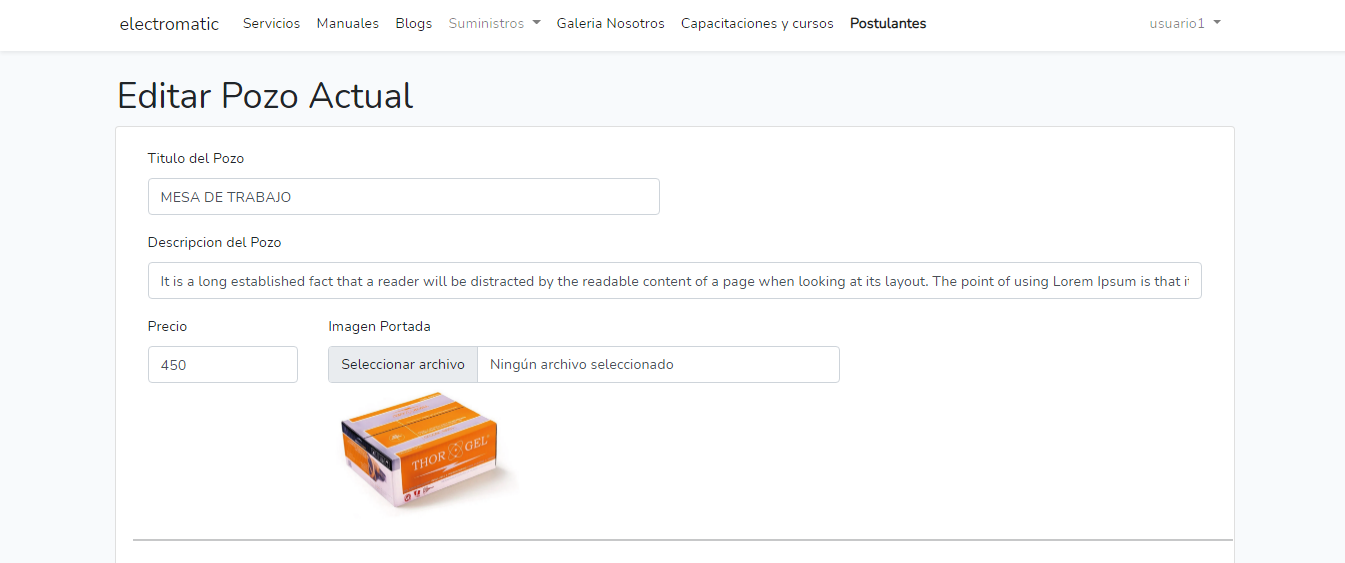 electromatic Servicios Manuales Blogs Suministros Galeria Nosotros Capacitaciones y cursos Postulantes usuario1
Editar Pozo Actual
Titulo del Pozo
MESA DE TRABAJO
Descripcion del Pozo
It is a long established fact that a reader will be distracted by the readable content of a page when looking at its layout. The point of using Lorem Ipsum is that i
Precio Imagen Portada
450 Seleccionar archivo Ningún archivo seleccionado
THOR GEL